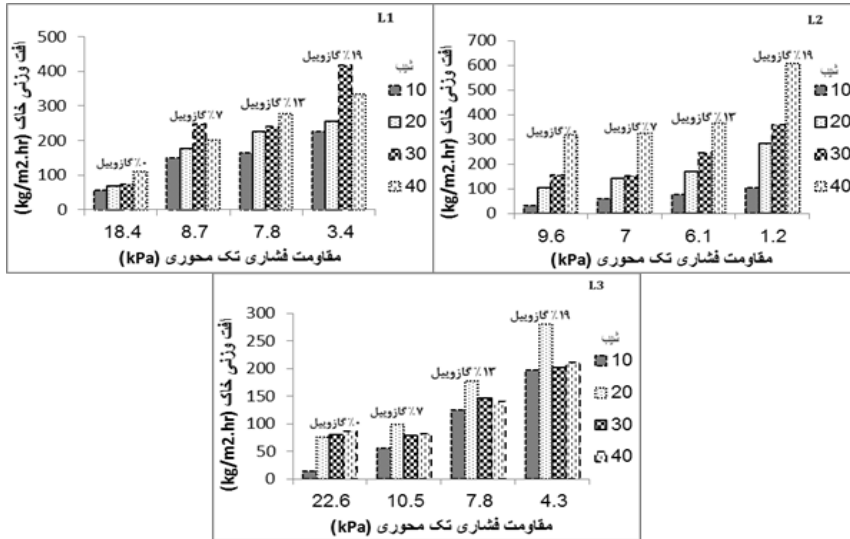 L1
افت وزنی خاک (kg/m2.hr)
500
400
300
200
100
0
٪۰ گازوییل
٪۷ گازوییل
٪۱۳ گازوییل
٪۱۹ گازوییل
شیب
10
20
30
40
18.4 8.7 7.8 3.4
مقاومت فشاری تک محوری (kPa)
L2
افت وزنی خاک (kg/m2.hr)
700
600
500
400
300
200
100
0
٪۰ گازوییل
٪۷ گازوییل
٪۱۳ گازوییل
٪۱۹ گازوییل
شیب
10
20
30
40
9.6 7 6.1 1.2
مقاومت فشاری تک محوری (kPa)
L3
افت وزنی خاک (kg/m2.hr)
300
250
200
150
100
50
0
٪۰ گازوییل
٪۷ گازوییل
٪۱۳ گازوییل
٪۱۹ گازوییل
شیب
10
20
30
40
22.6 10.5 7.8 4.3
مقاومت فشاری تک محوری (kPa)